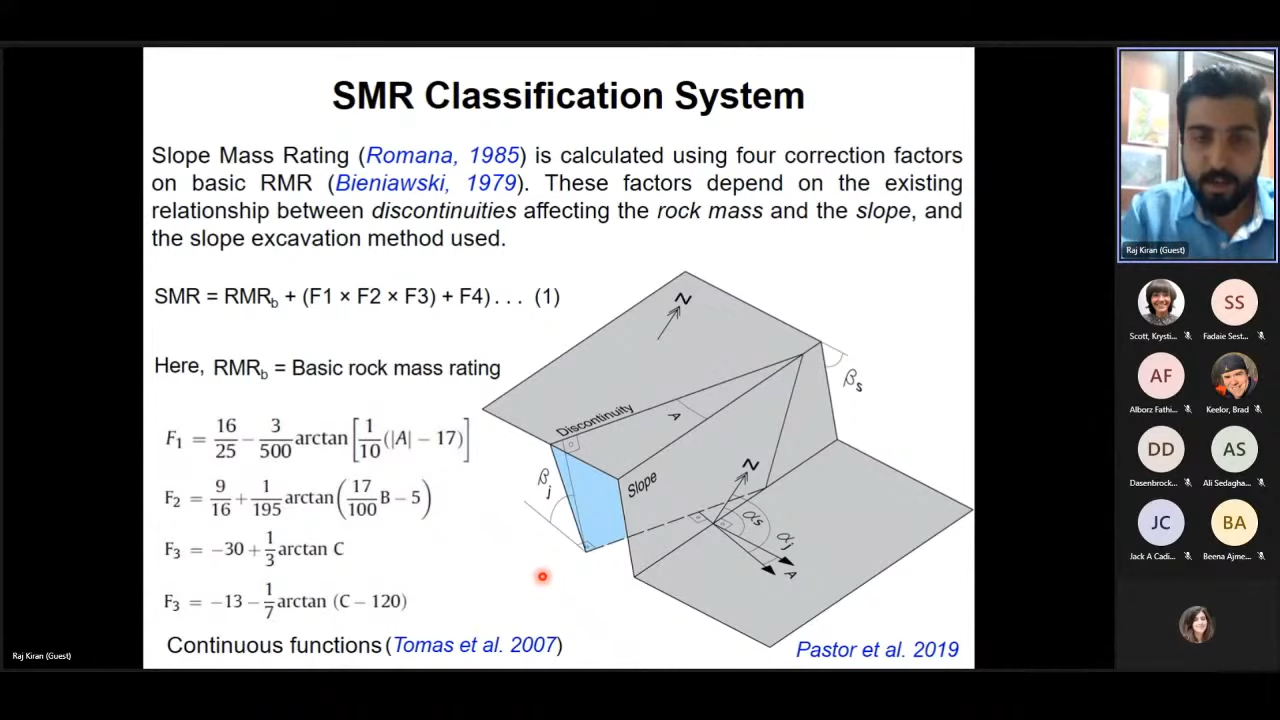 SMR Classification System
Slope Mass Rating (Romana, 1985) is calculated using four correction factors
on basic RMR (Bieniawski, 1979). These factors depend on the existing
relationship between discontinuities affecting the rock mass and the slope, and
the slope excavation method used.
SMR = RMRb + (F1 × F2 × F3) + F4) . . . (1)
Here, RMRb = Basic rock mass rating
F1 = 16/25 − 3/500 arctan[1/10(|A| − 17)]
F2 = 9/16 + 1/195 arctan(17/100 B − 5)
F3 = −30 + 1/3 arctan C
F3 = −13 − 1/7 arctan (C − 120)
Continuous functions (Tomas et al. 2007)
N
βs
Discontinuity
A
βj
Slope
N
αs
αj
A
Pastor et al. 2019
Raj Kiran (Guest)
Raj Kiran (Guest)
Scott, Krysti...
SS
Fadaie Sest...
AF
Alborz Fathi...
Keelor, Brad
DD
Dasenbrock...
AS
Ali Sedagha...
JC
Jack A Cadi...
BA
Beena Ajme...